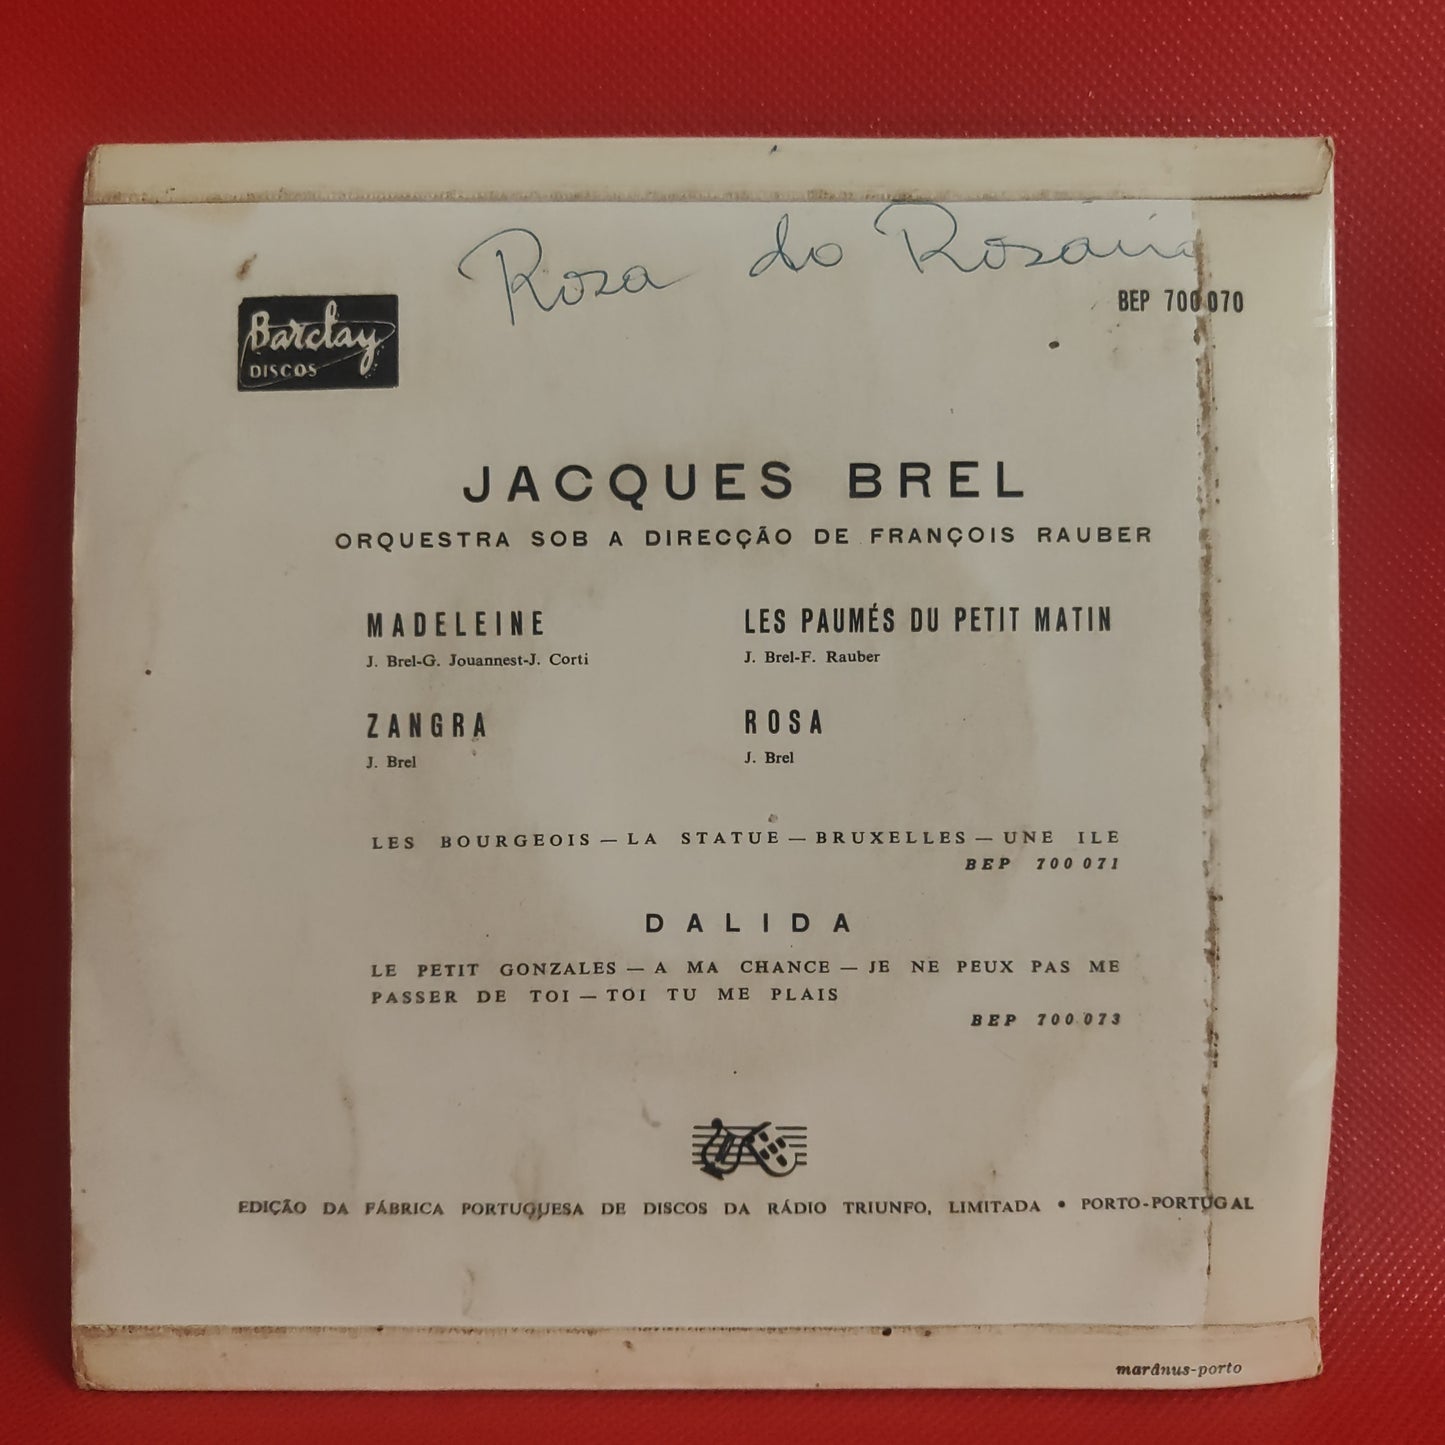 Rosa do Rosário
BEP 700 070
Barclay
DISCOS
JACQUES BREL
ORQUESTRA SOB A DIRECÇÃO DE FRANÇOIS RAUBER
MADELEINE
J. Brel-G. Jouannest-J. Corti
LES PAUMÉS DU PETIT MATIN
J. Brel-F. Rauber
ZANGRA
J. Brel
ROSA
J. Brel
LES BOURGEOIS — LA STATUE — BRUXELLES — UNE ILE
BEP 700 071
DALIDA
LE PETIT GONZALES — A MA CHANCE — JE NE PEUX PAS ME
PASSER DE TOI — TOI TU ME PLAIS
BEP 700 073
EDIÇÃO DA FÁBRICA PORTUGUESA DE DISCOS DA RÁDIO TRIUNFO, LIMITADA • PORTO-PORTUGAL
marânus-porto